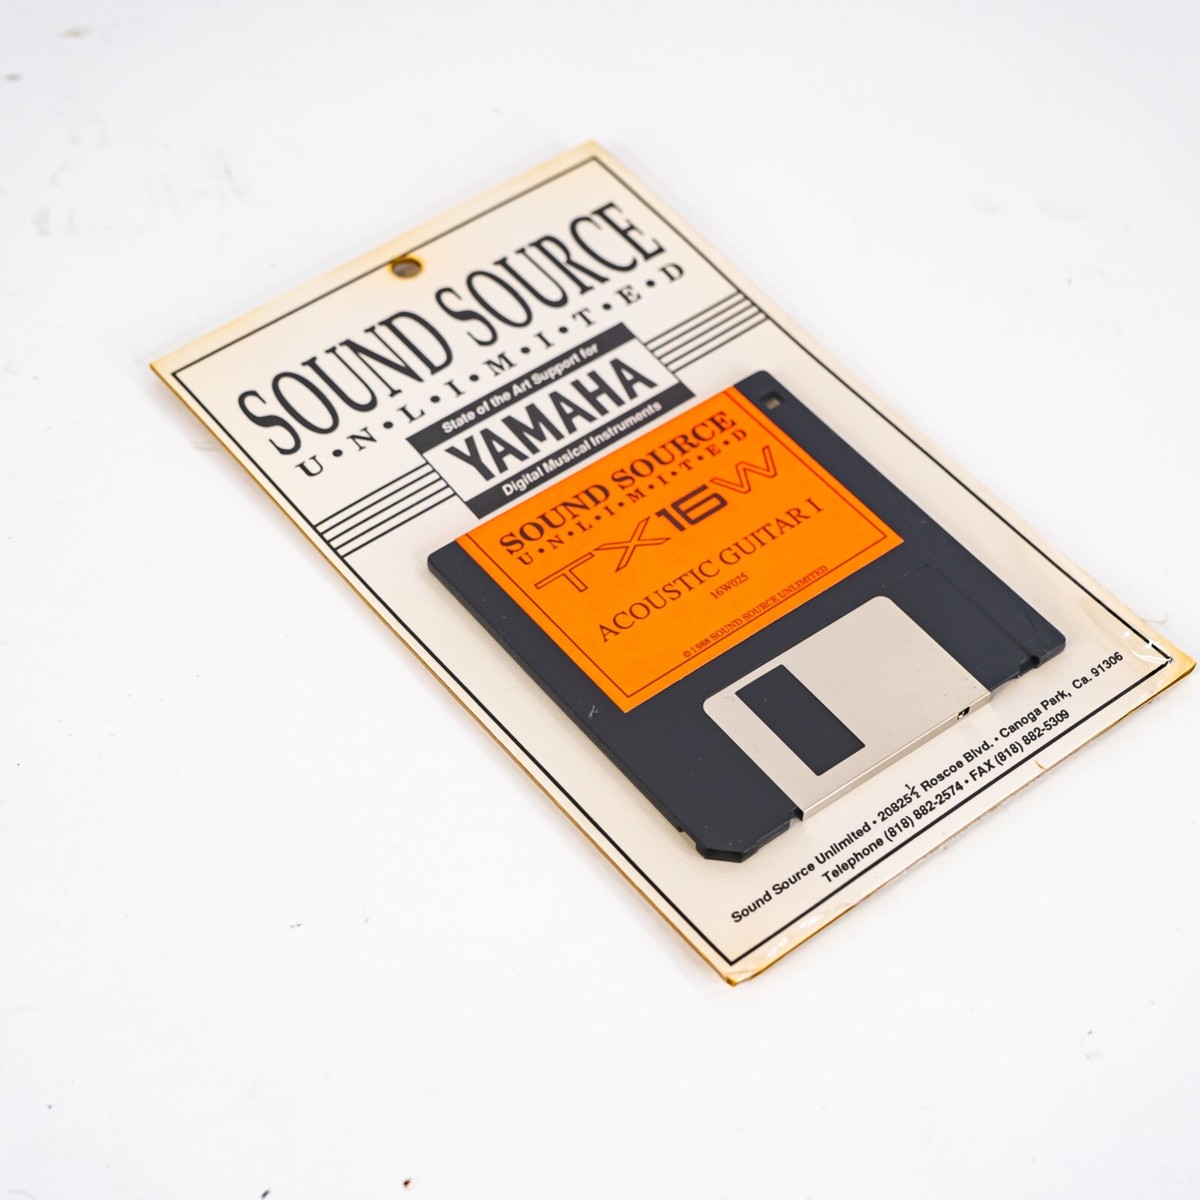 SOUND SOURCE
U•N•L•I•M•I•T•E•D
State of the Art Support for
YAMAHA
Digital Musical Instruments
SOUND SOURCE
U•N•L•I•M•I•T•E•D
TX16W
ACOUSTIC GUITAR I
16W025
© 1988 SOUND SOURCE UNLIMITED
Sound Source Unlimited • 20825½ Roscoe Blvd. • Canoga Park, Ca. 91306
Telephone (818) 882-2574 • FAX (818) 882-5309